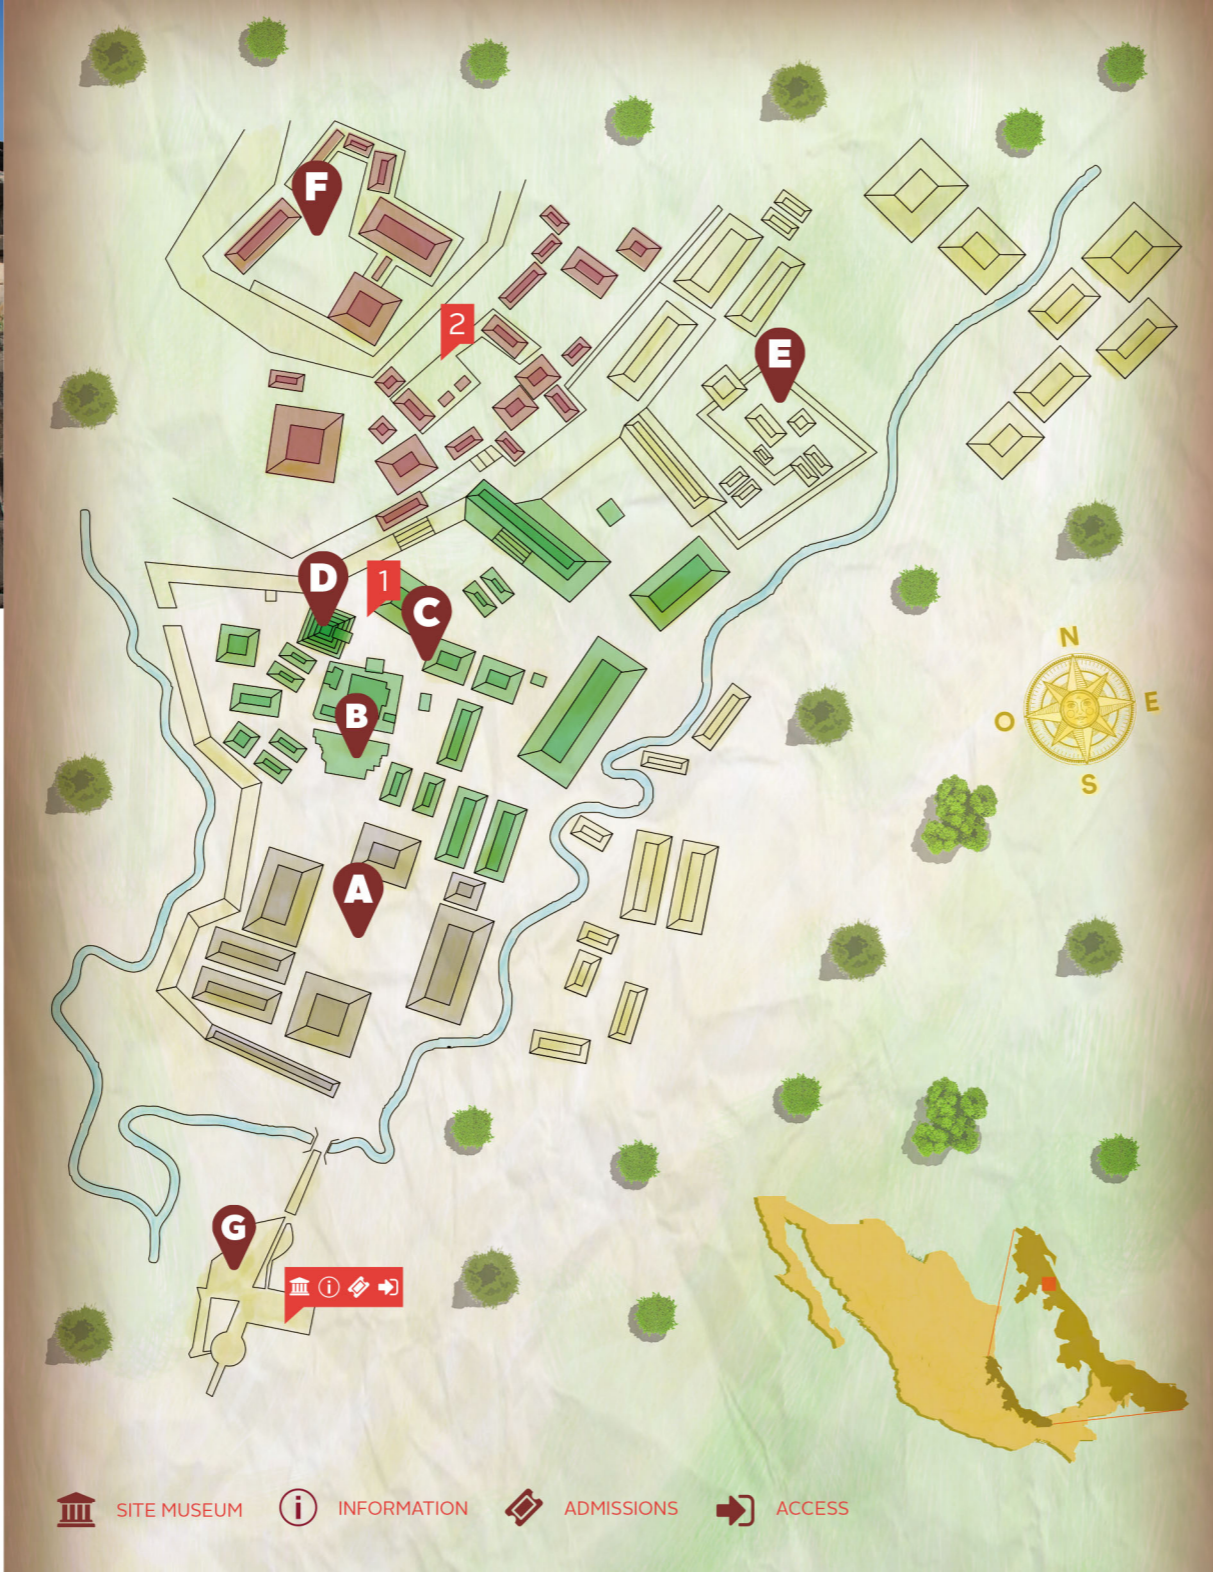 F
2
E
D
1
C
N
B
O
E
S
A
G
i
SITE MUSEUM
i
INFORMATION
ADMISSIONS
ACCESS